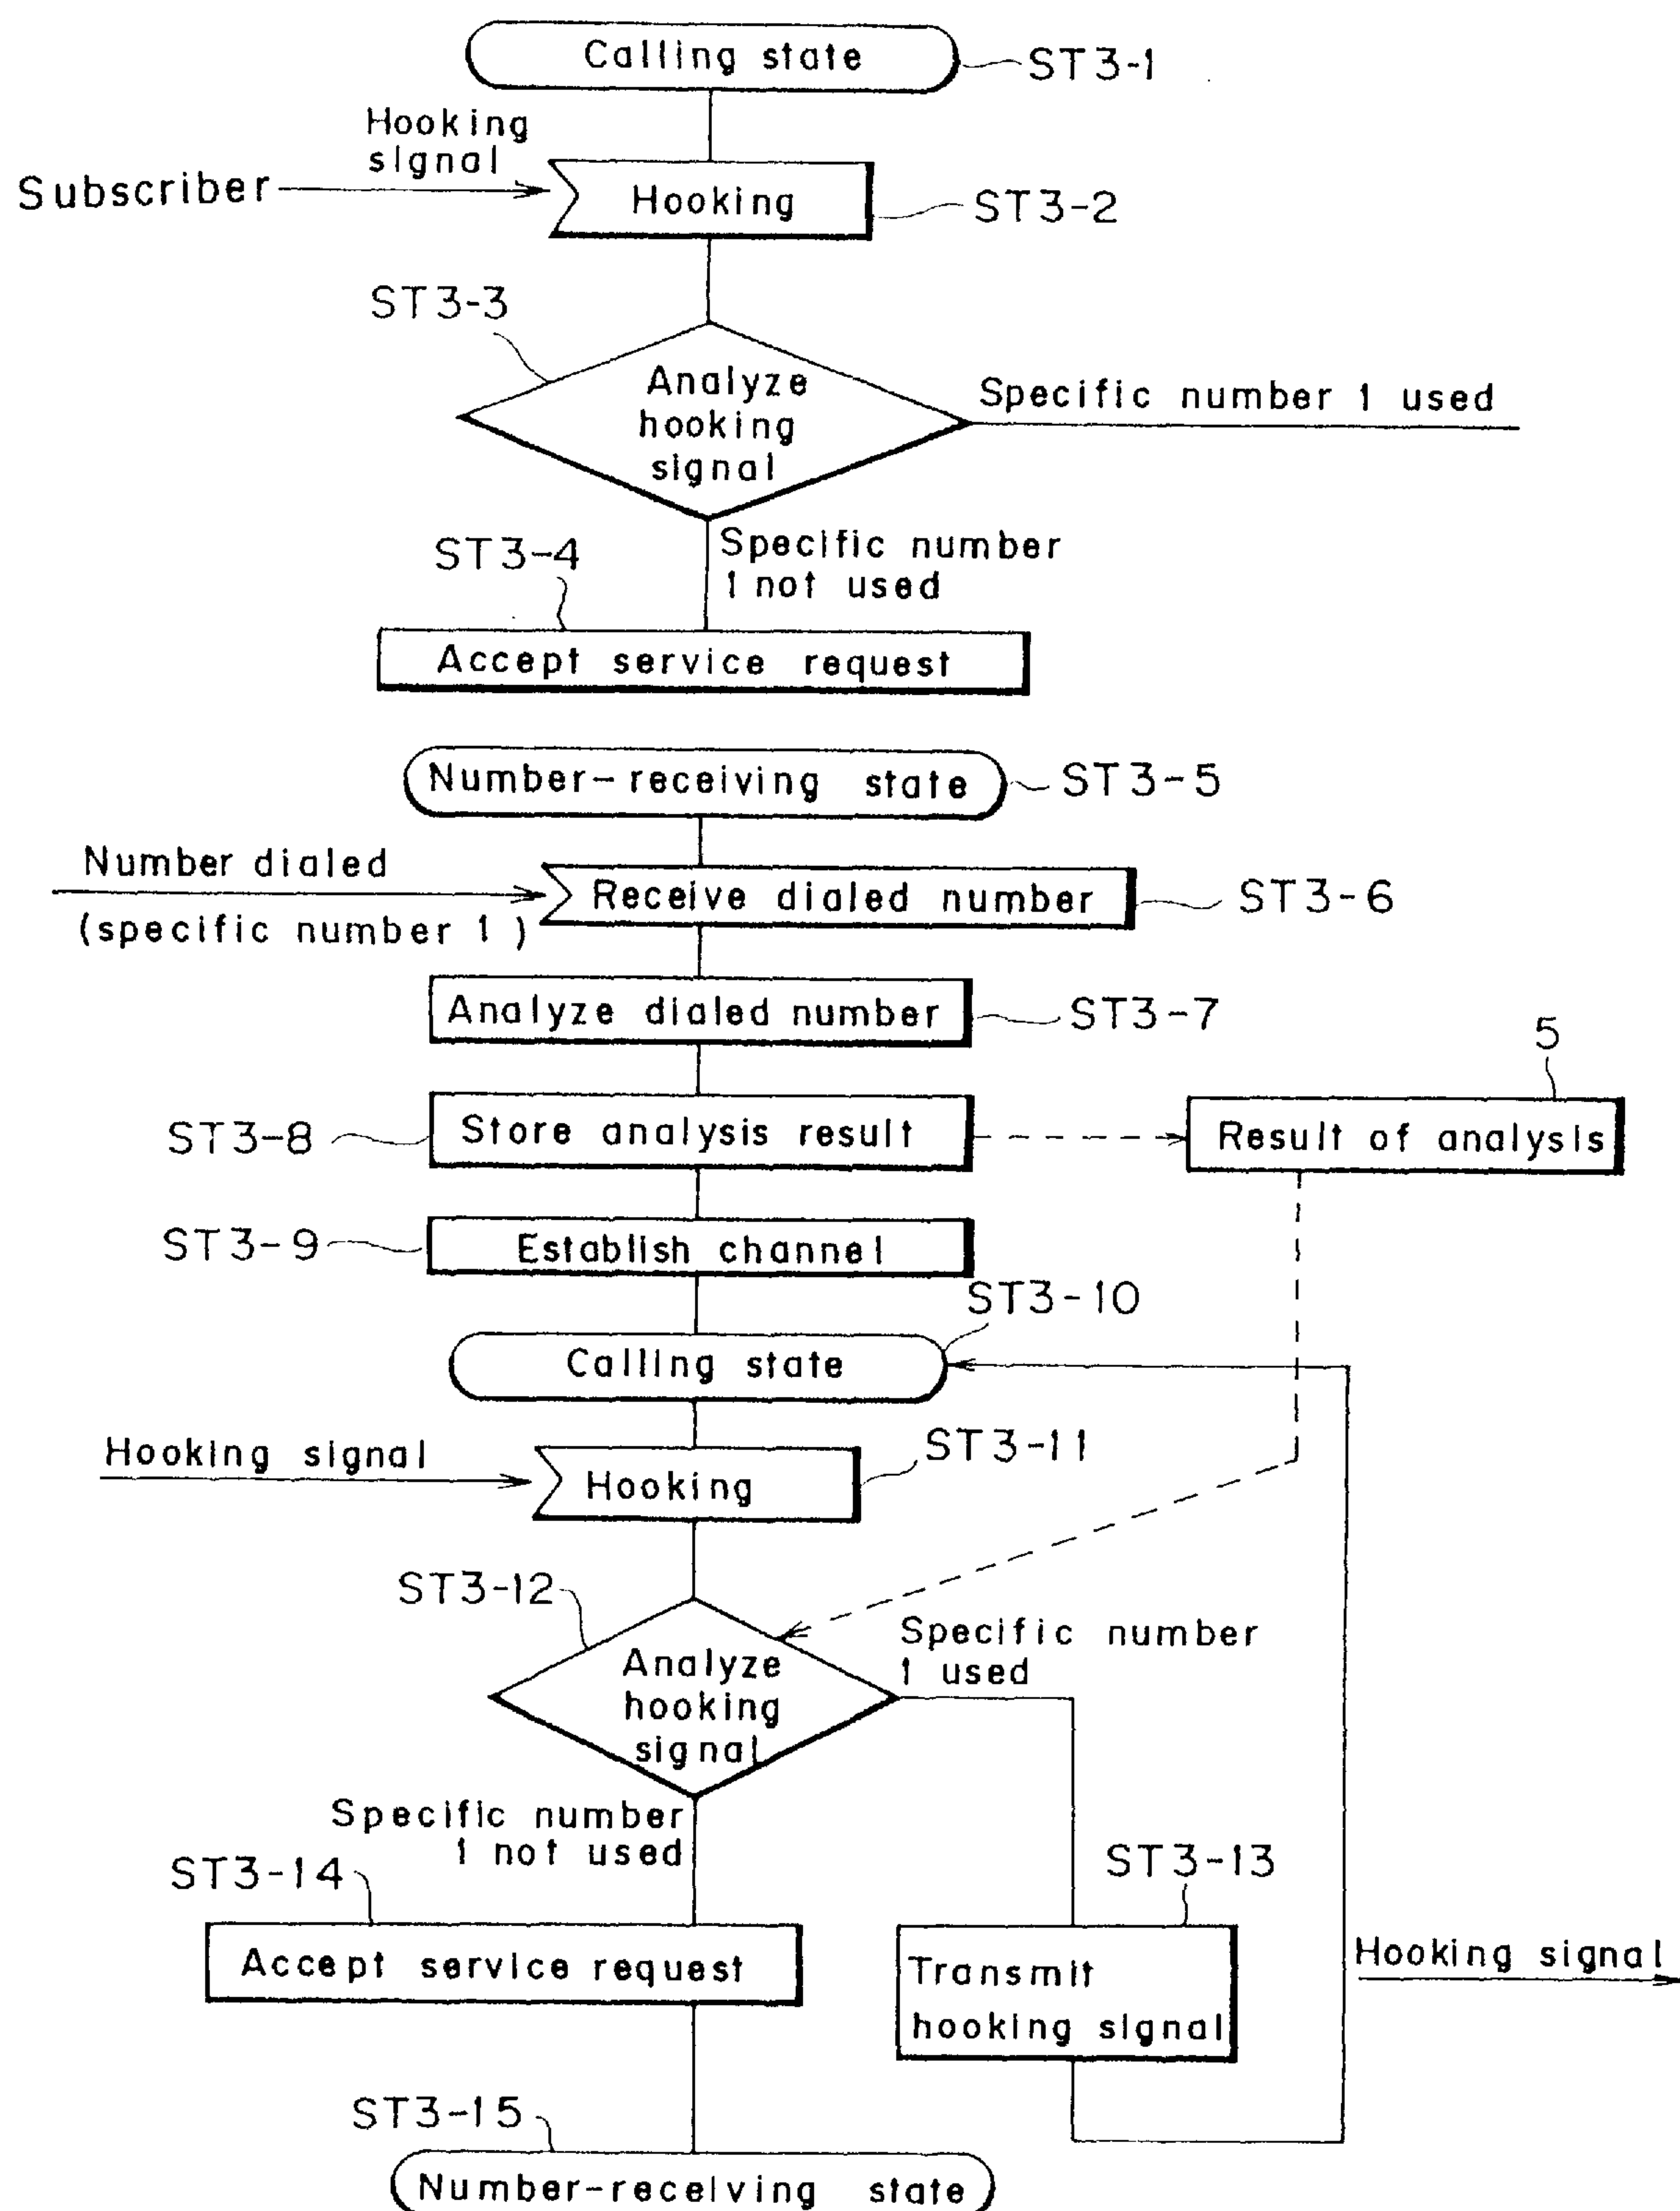 Calling state
ST3-1
Hooking
signal
Subscriber
Hooking
ST3-2
ST3-3
Analyze
hooking
signal
Specific number 1 used
ST3-4
Specific number
1 not used
Accept service request
Number-receiving state
ST3-5
Number dialed
(specific number 1 )
Receive dialed number
ST3-6
Analyze dialed number
ST3-7
5
ST3-8
Store analysis result
Result of analysis
ST3-9
Establish channel
ST3-10
Calling state
Hooking signal
Hooking
ST3-11
ST3-12
Analyze
hooking
signal
Specific number
1 used
Specific number
1 not used
ST3-14
ST3-13
Accept service request
Transmit
hooking signal
Hooking signal
ST3-15
Number-receiving state